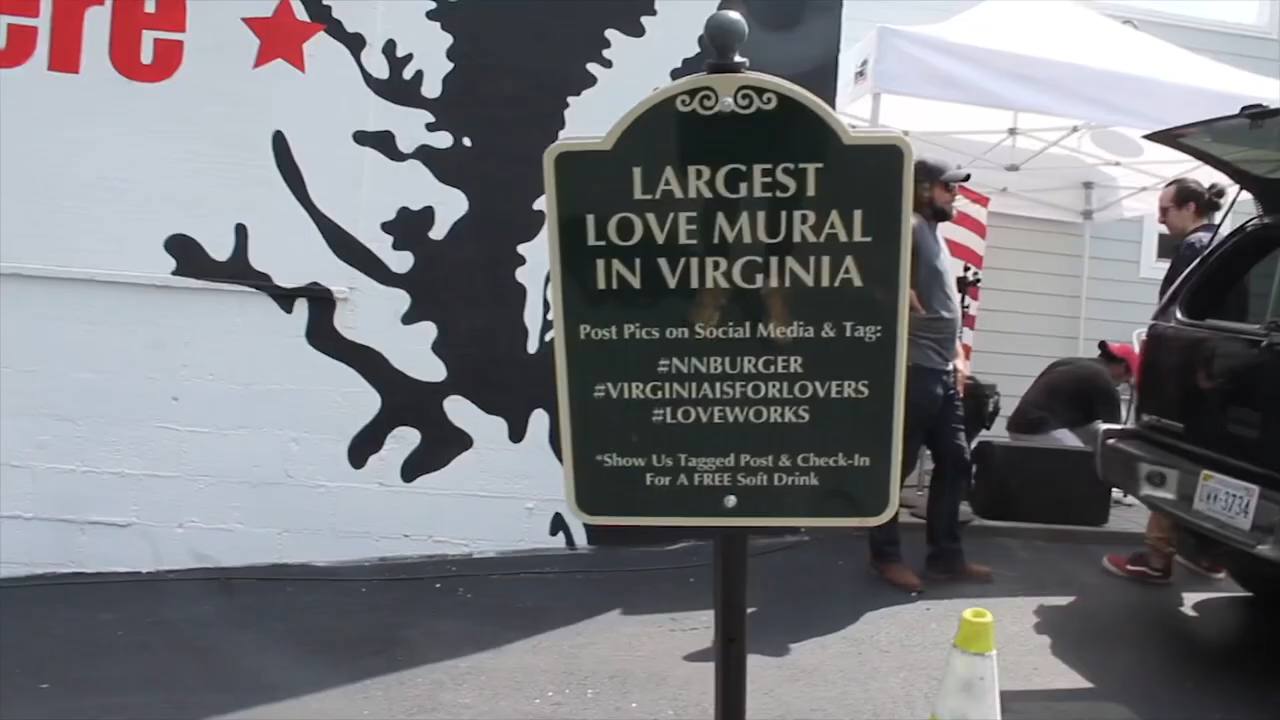 ere
LARGEST
LOVE MURAL
IN VIRGINIA
Post Pics on Social Media & Tag:
#NNBURGER
#VIRGINIAISFORLOVERS
#LOVEWORKS
*Show Us Tagged Post & Check-In
For A FREE Soft Drink